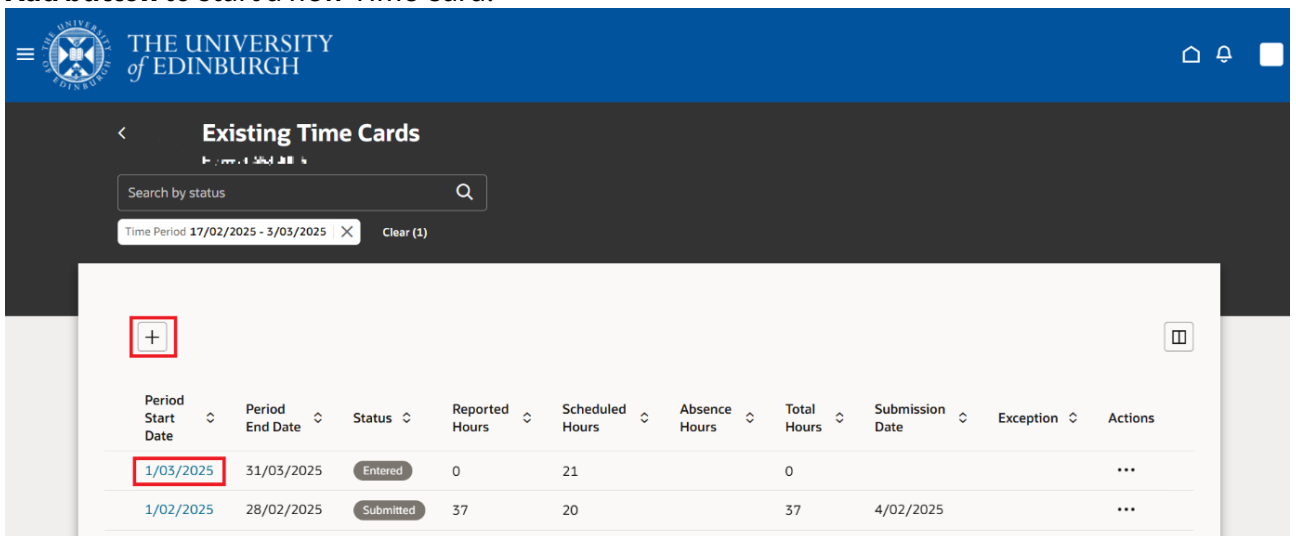 THE UNIVERSITY
of EDINBURGH
Existing Time Cards
Search by status
Time Period 17/02/2025 - 3/03/2025
Clear (1)
Period Start Date
Period End Date
Status
Reported Hours
Scheduled Hours
Absence Hours
Total Hours
Submission Date
Exception
Actions
1/03/2025 31/03/2025 Entered 0 21 0
1/02/2025 28/02/2025 Submitted 37 20 37 4/02/2025